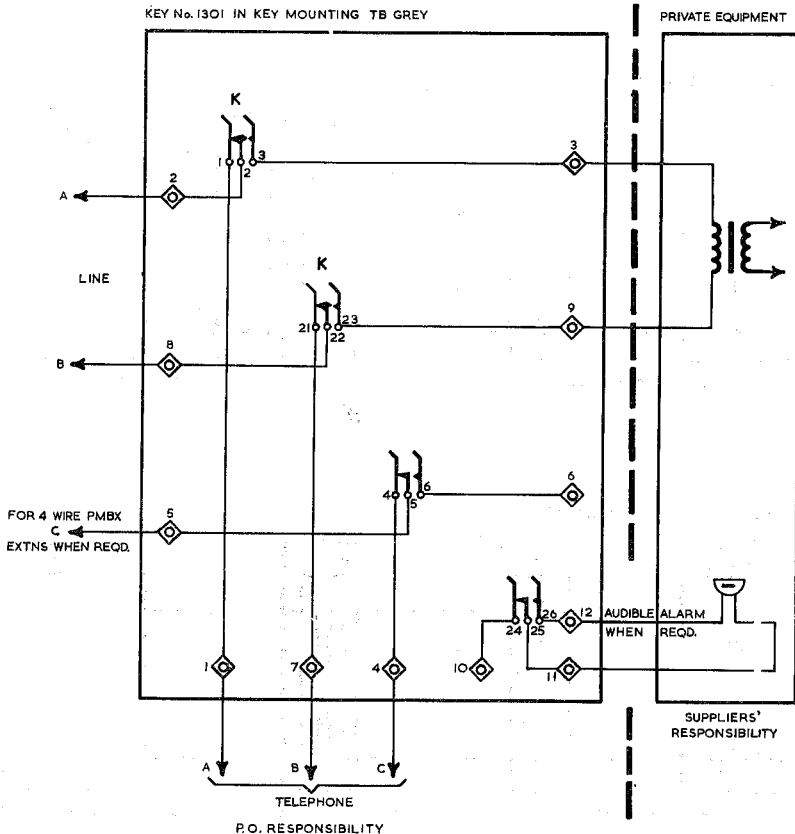 KEY No. 1301 IN KEY MOUNTING TB GREY
PRIVATE EQUIPMENT
K
1 2 3
3
2
A
LINE
K
21 22 23
9
8
B
4 5 6
6
5
FOR 4 WIRE PMBX
C
EXTNS WHEN REQD.
24 25 26
12
AUDIBLE ALARM
WHEN REQD.
1
7
4
10
11
SUPPLIERS'
RESPONSIBILITY
A
B
C
TELEPHONE
P.O. RESPONSIBILITY